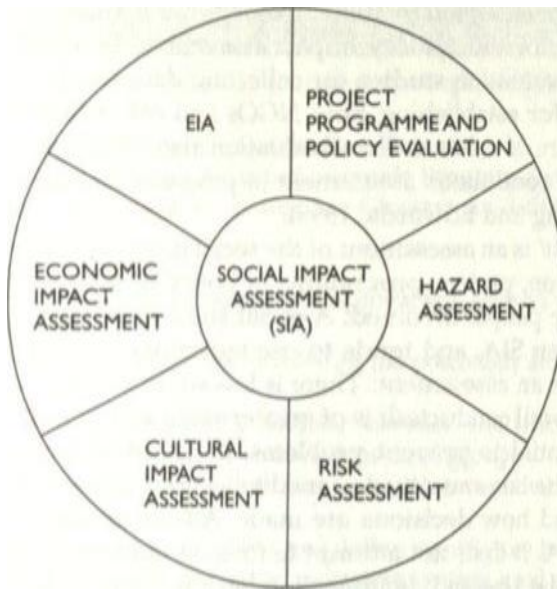 EIA
PROJECT
PROGRAMME AND
POLICY EVALUATION
ECONOMIC
IMPACT
ASSESSMENT
SOCIAL IMPACT
ASSESSMENT
(SIA)
HAZARD
ASSESSMENT
CULTURAL
IMPACT
ASSESSMENT
RISK
ASSESSMENT